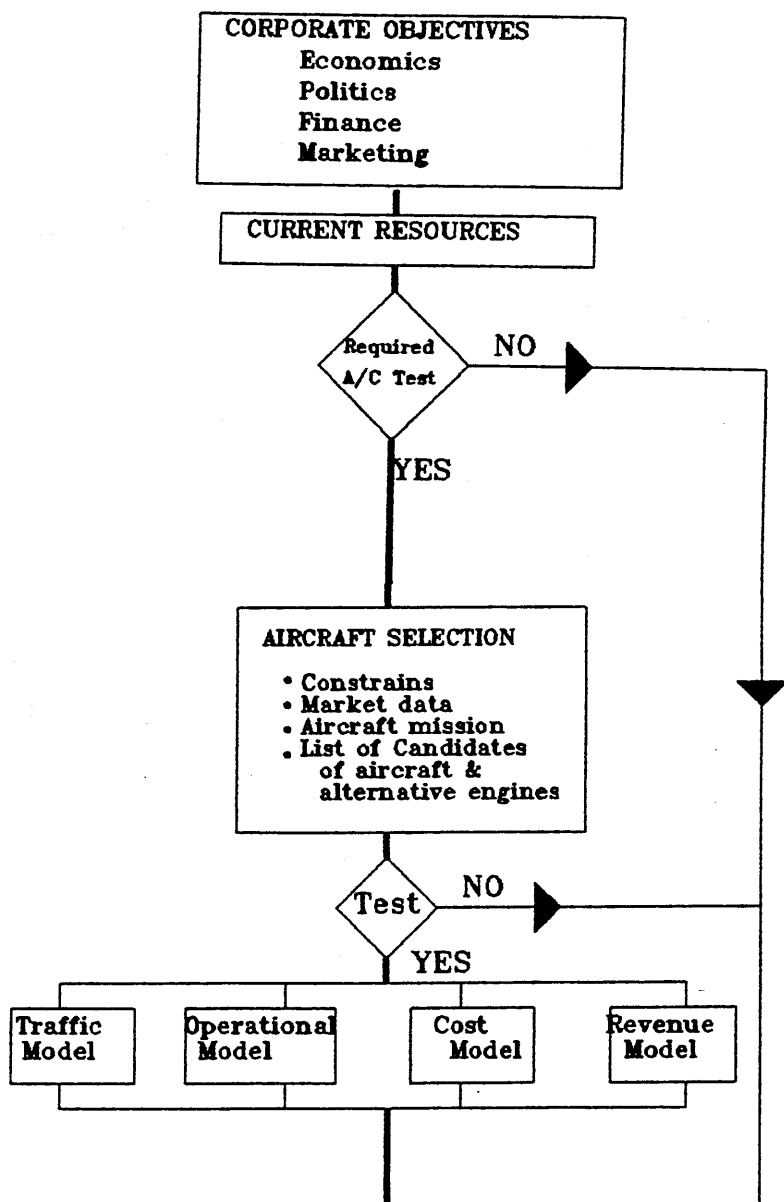 CORPORATE OBJECTIVES
Economics
Politics
Finance
Marketing
CURRENT RESOURCES
Required
A/C Test
NO
YES
AIRCRAFT SELECTION
• Constrains
• Market data
• Aircraft mission
• List of Candidates
of aircraft &
alternative engines
Test
NO
YES
Traffic
Model
Operational
Model
Cost
Model
Revenue
Model